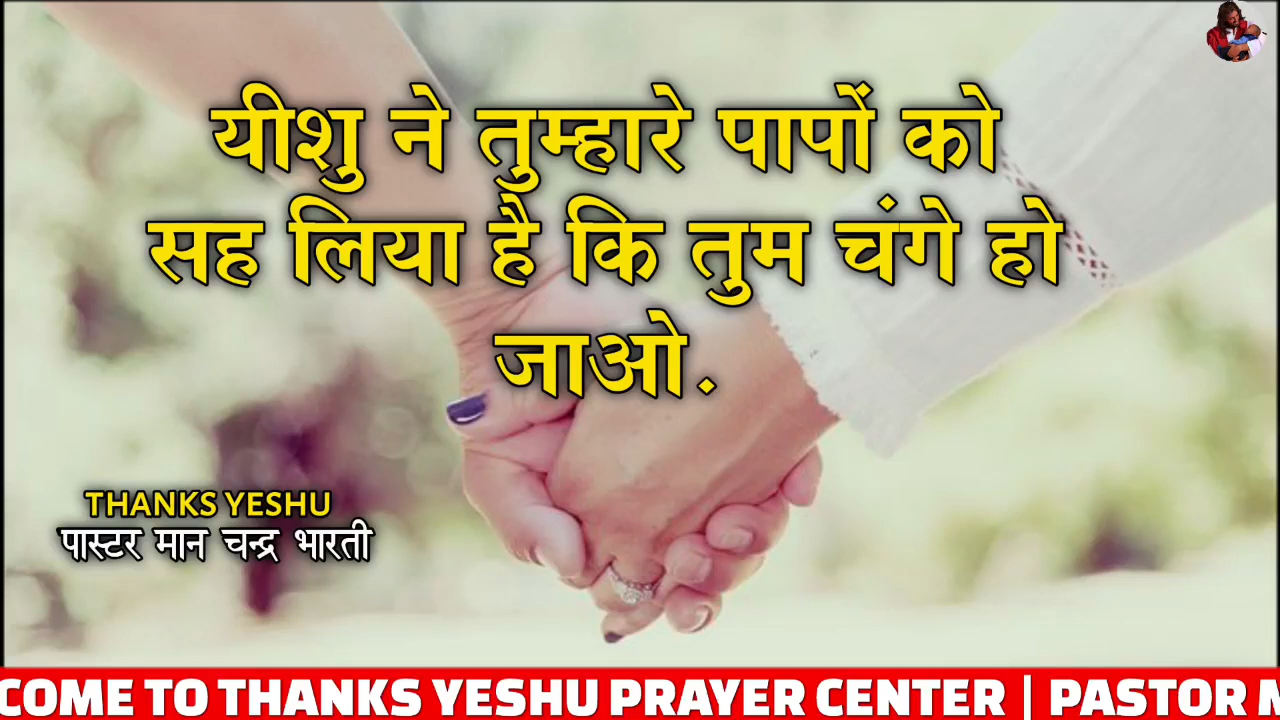 यीशु ने तुम्हारे पापों को
सह लिया है कि तुम चंगे हो
जाओ.
THANKS YESHU
पास्टर मान चन्द्र भारती
COME TO THANKS YESHU PRAYER CENTER | PASTOR M